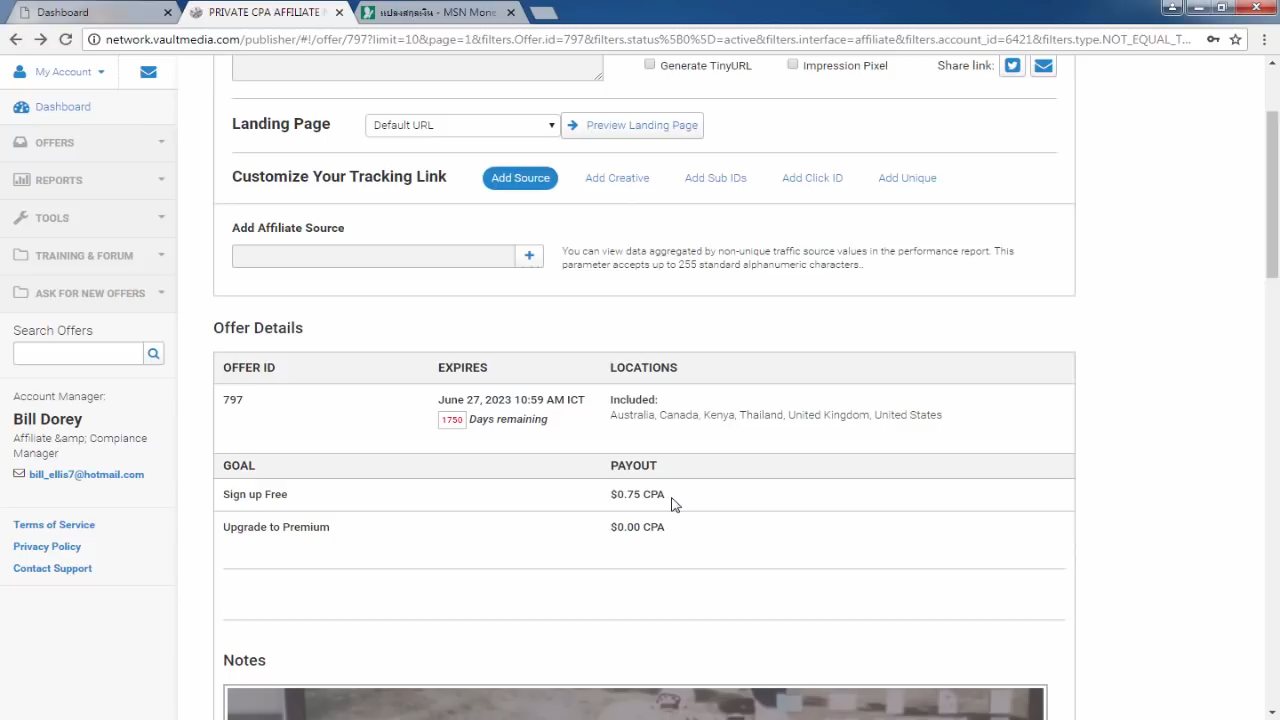 Dashboard
PRIVATE CPA AFFILIATE
แปลงสกุลเงิน - MSN Mone
network.vaultmedia.com/publisher/#!/offer/797?limit=10&page=1&filters.Offer.id=797&filters.status%5B0%5D=active&filters.interface=affiliate&filters.account_id=6421&filters.type.NOT_EQUAL_T...
My Account
Generate TinyURL
Impression Pixel
Share link:
Dashboard
OFFERS
REPORTS
TOOLS
TRAINING & FORUM
ASK FOR NEW OFFERS
Search Offers
Account Manager:
Bill Dorey
Affiliate &amp; Compiance
Manager
bill_ellis7@hotmail.com
Terms of Service
Privacy Policy
Contact Support
Landing Page
Default URL
Preview Landing Page
Customize Your Tracking Link
Add Source
Add Creative
Add Sub IDs
Add Click ID
Add Unique
Add Affiliate Source
You can view data aggregated by non-unique traffic source values in the performance report. This
parameter accepts up to 255 standard alphanumeric characters..
Offer Details
OFFER ID EXPIRES LOCATIONS
797 June 27, 2023 10:59 AM ICT Included:
1750 Days remaining Australia, Canada, Kenya, Thailand, United Kingdom, United States
GOAL PAYOUT
Sign up Free $0.75 CPA
Upgrade to Premium $0.00 CPA
Notes